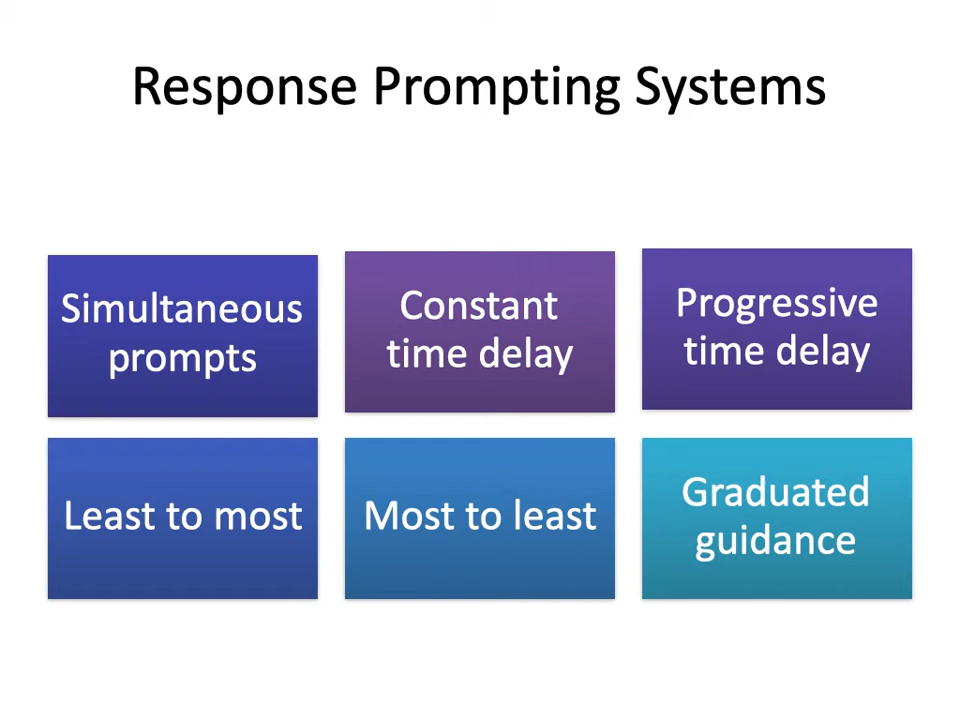 Response Prompting Systems
Simultaneous
prompts
Constant
time delay
Progressive
time delay
Least to most
Most to least
Graduated
guidance